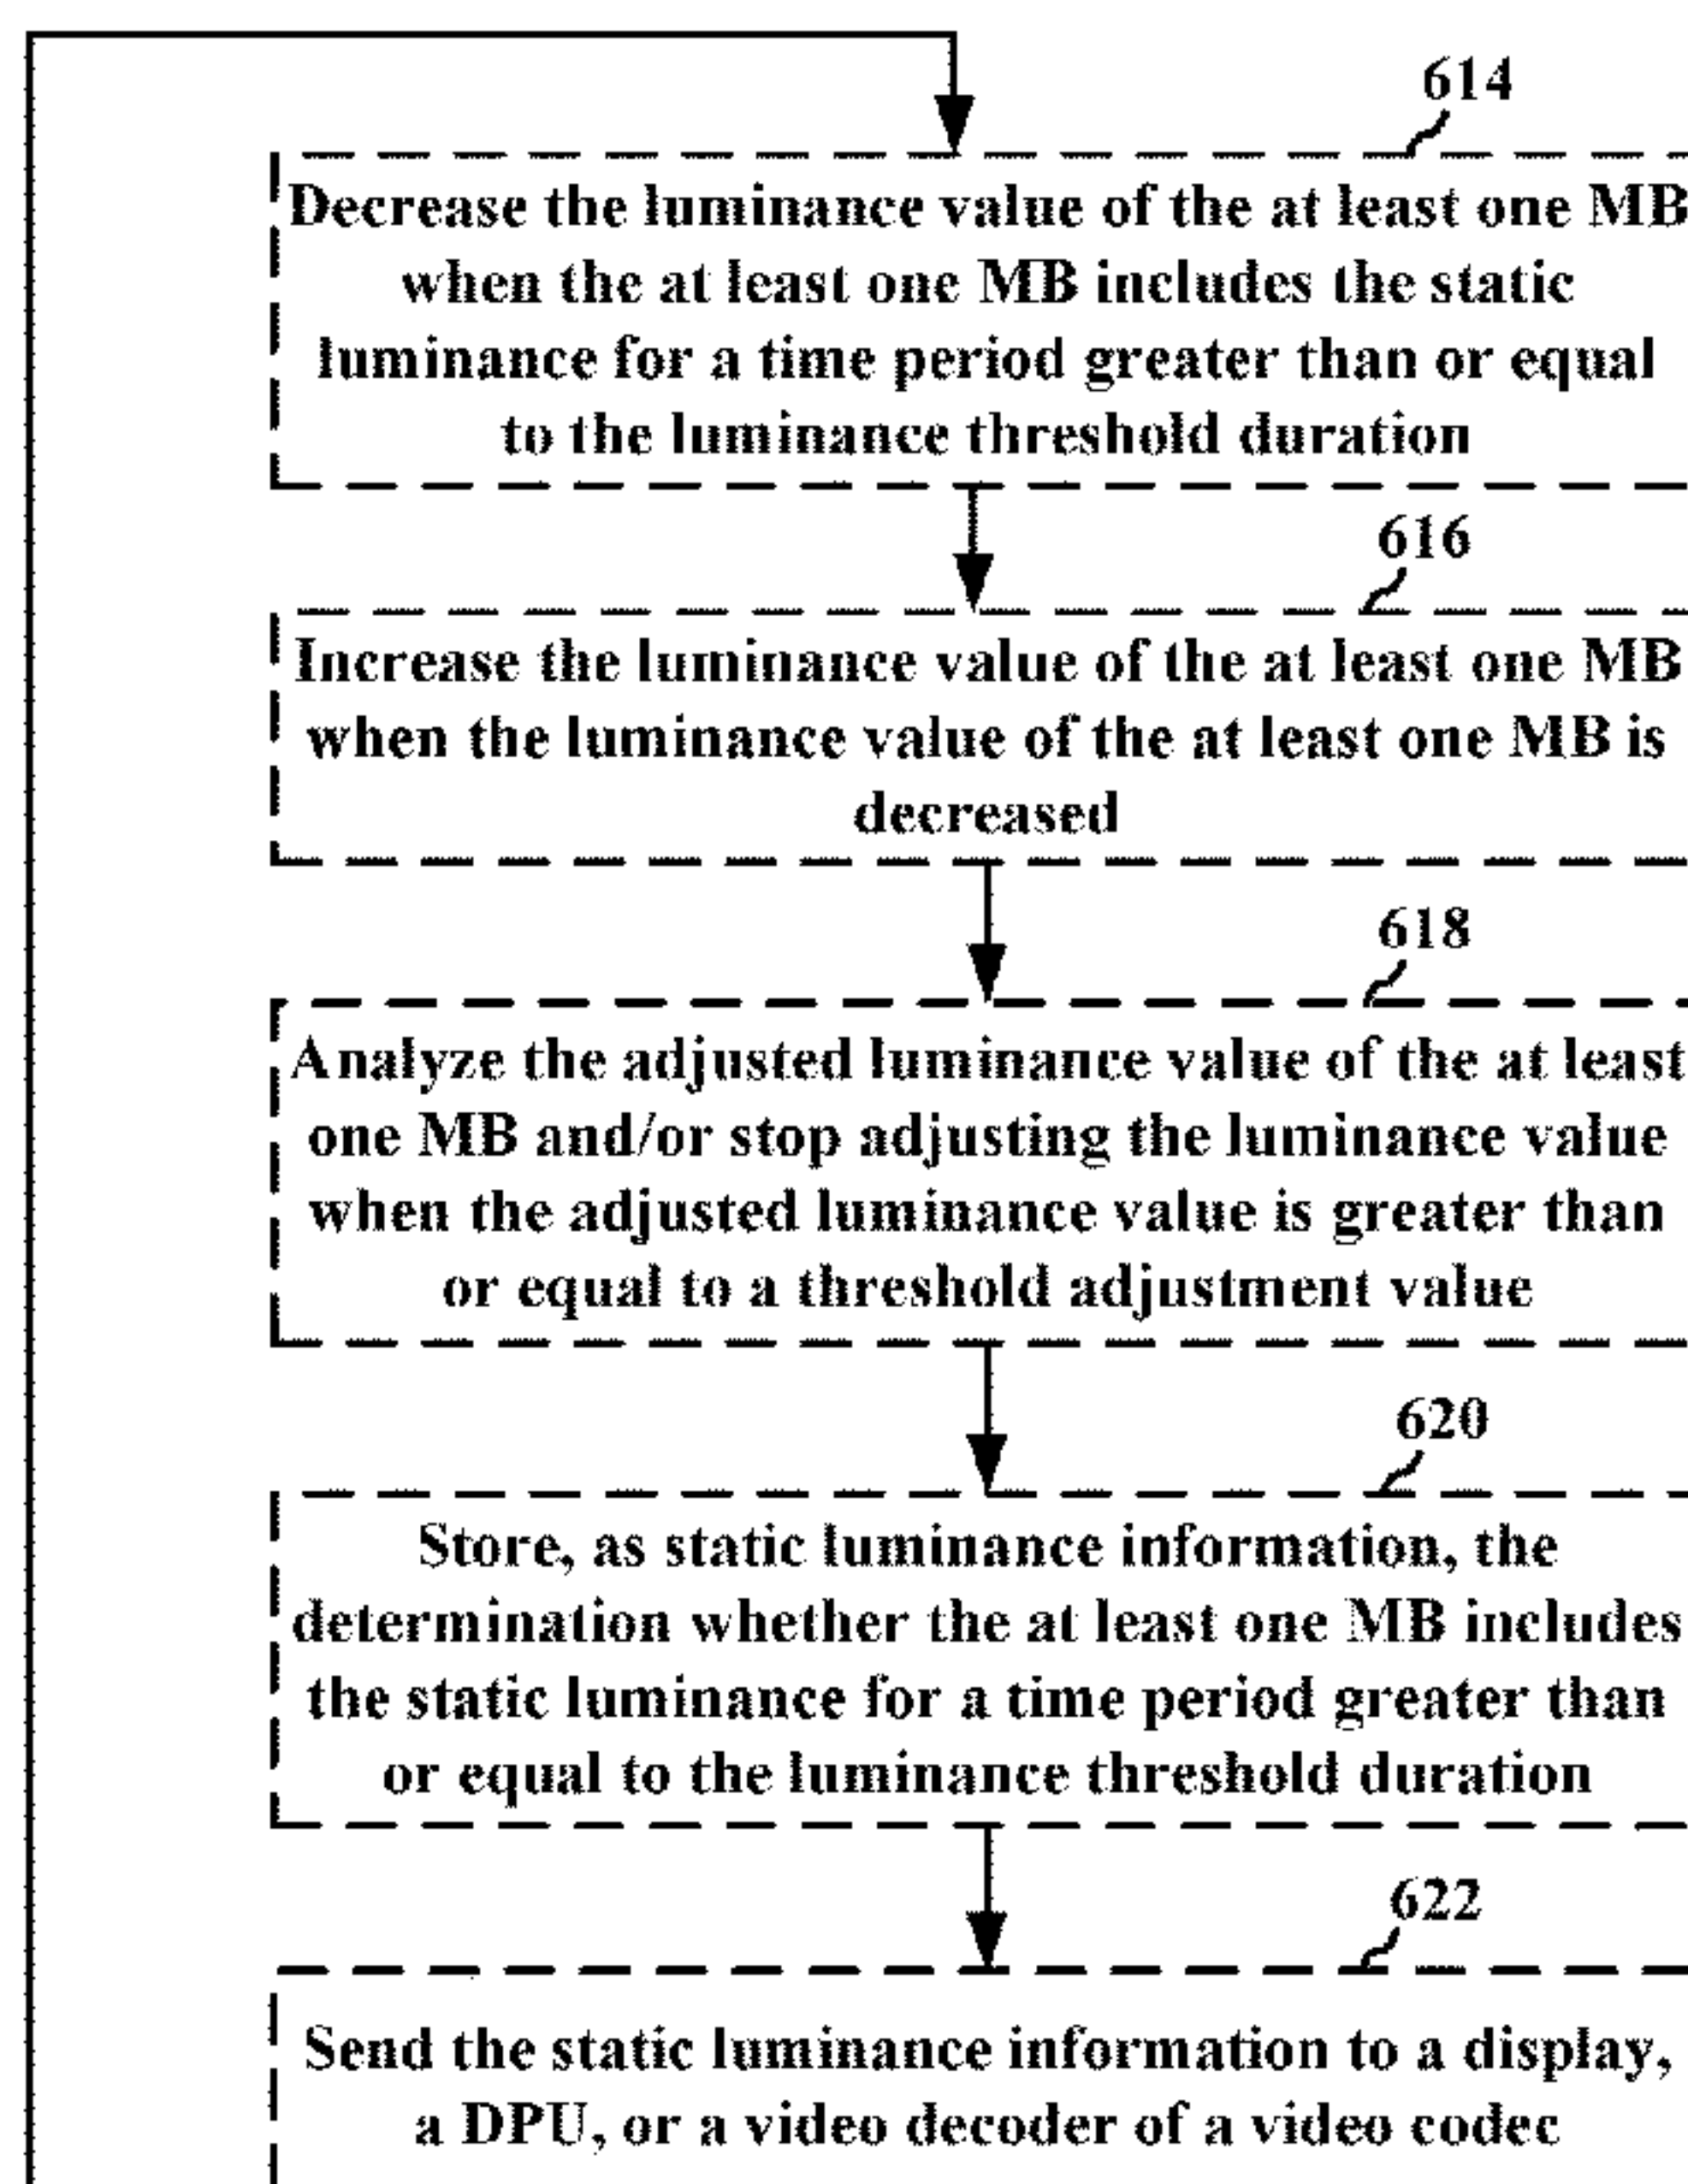 614
Decrease the luminance value of the at least one MB
when the at least one MB includes the static
luminance for a time period greater than or equal
to the luminance threshold duration
616
Increase the luminance value of the at least one MB
when the luminance value of the at least one MB is
decreased
618
Analyze the adjusted luminance value of the at least
one MB and/or stop adjusting the luminance value
when the adjusted luminance value is greater than
or equal to a threshold adjustment value
620
Store, as static luminance information, the
determination whether the at least one MB includes
the static luminance for a time period greater than
or equal to the luminance threshold duration
622
Send the static luminance information to a display,
a DPU, or a video decoder of a video codec